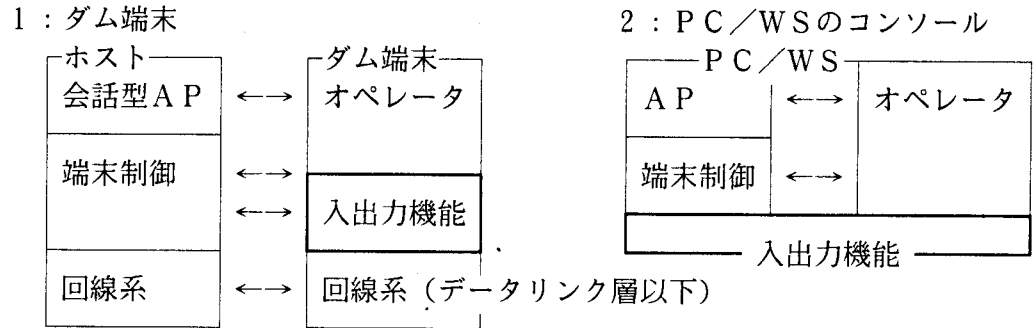 1：ダム端末
ホスト
ダム端末
会話型AP ←→ オペレータ
端末制御 ←→
←→ 入出力機能
回線系 ←→ 回線系（データリンク層以下）
2：PC／WSのコンソール
PC／WS
AP ←→ オペレータ
端末制御 ←→
入出力機能